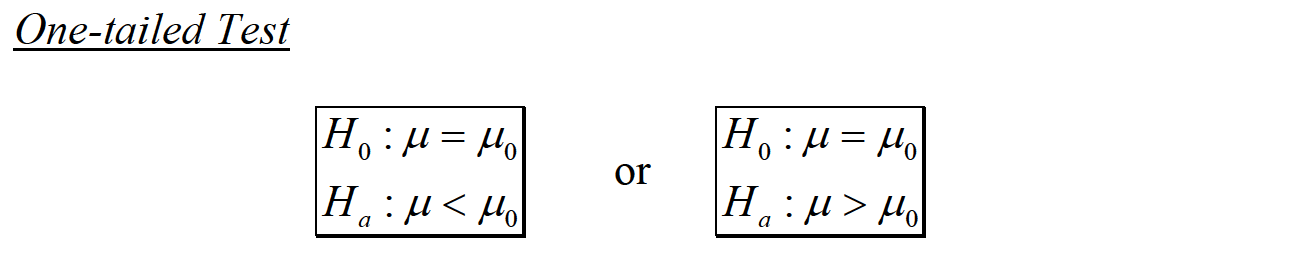 One-tailed Test
H₀ : μ = μ₀
Hₐ : μ < μ₀
or
H₀ : μ = μ₀
Hₐ : μ > μ₀